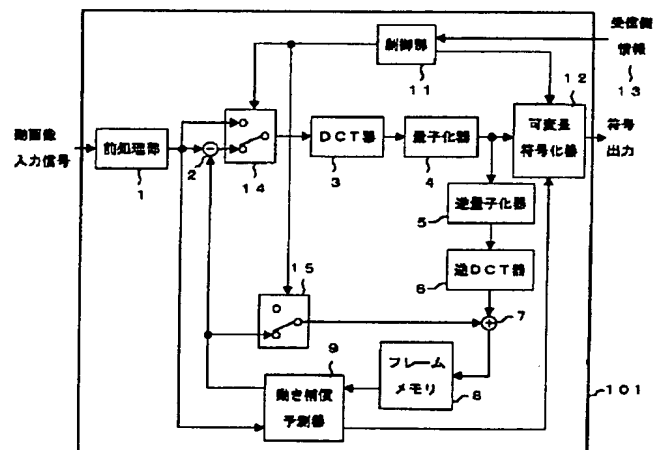 受信側
情報
13
制御部
11
12
可変長
符号化器
符号
出力
動画像
入力信号
前処理部
1
2
14
DCT器
3
量子化器
4
逆量子化器
5
逆DCT器
6
15
7
フレーム
メモリ
8
9
動き補償
予測器
101